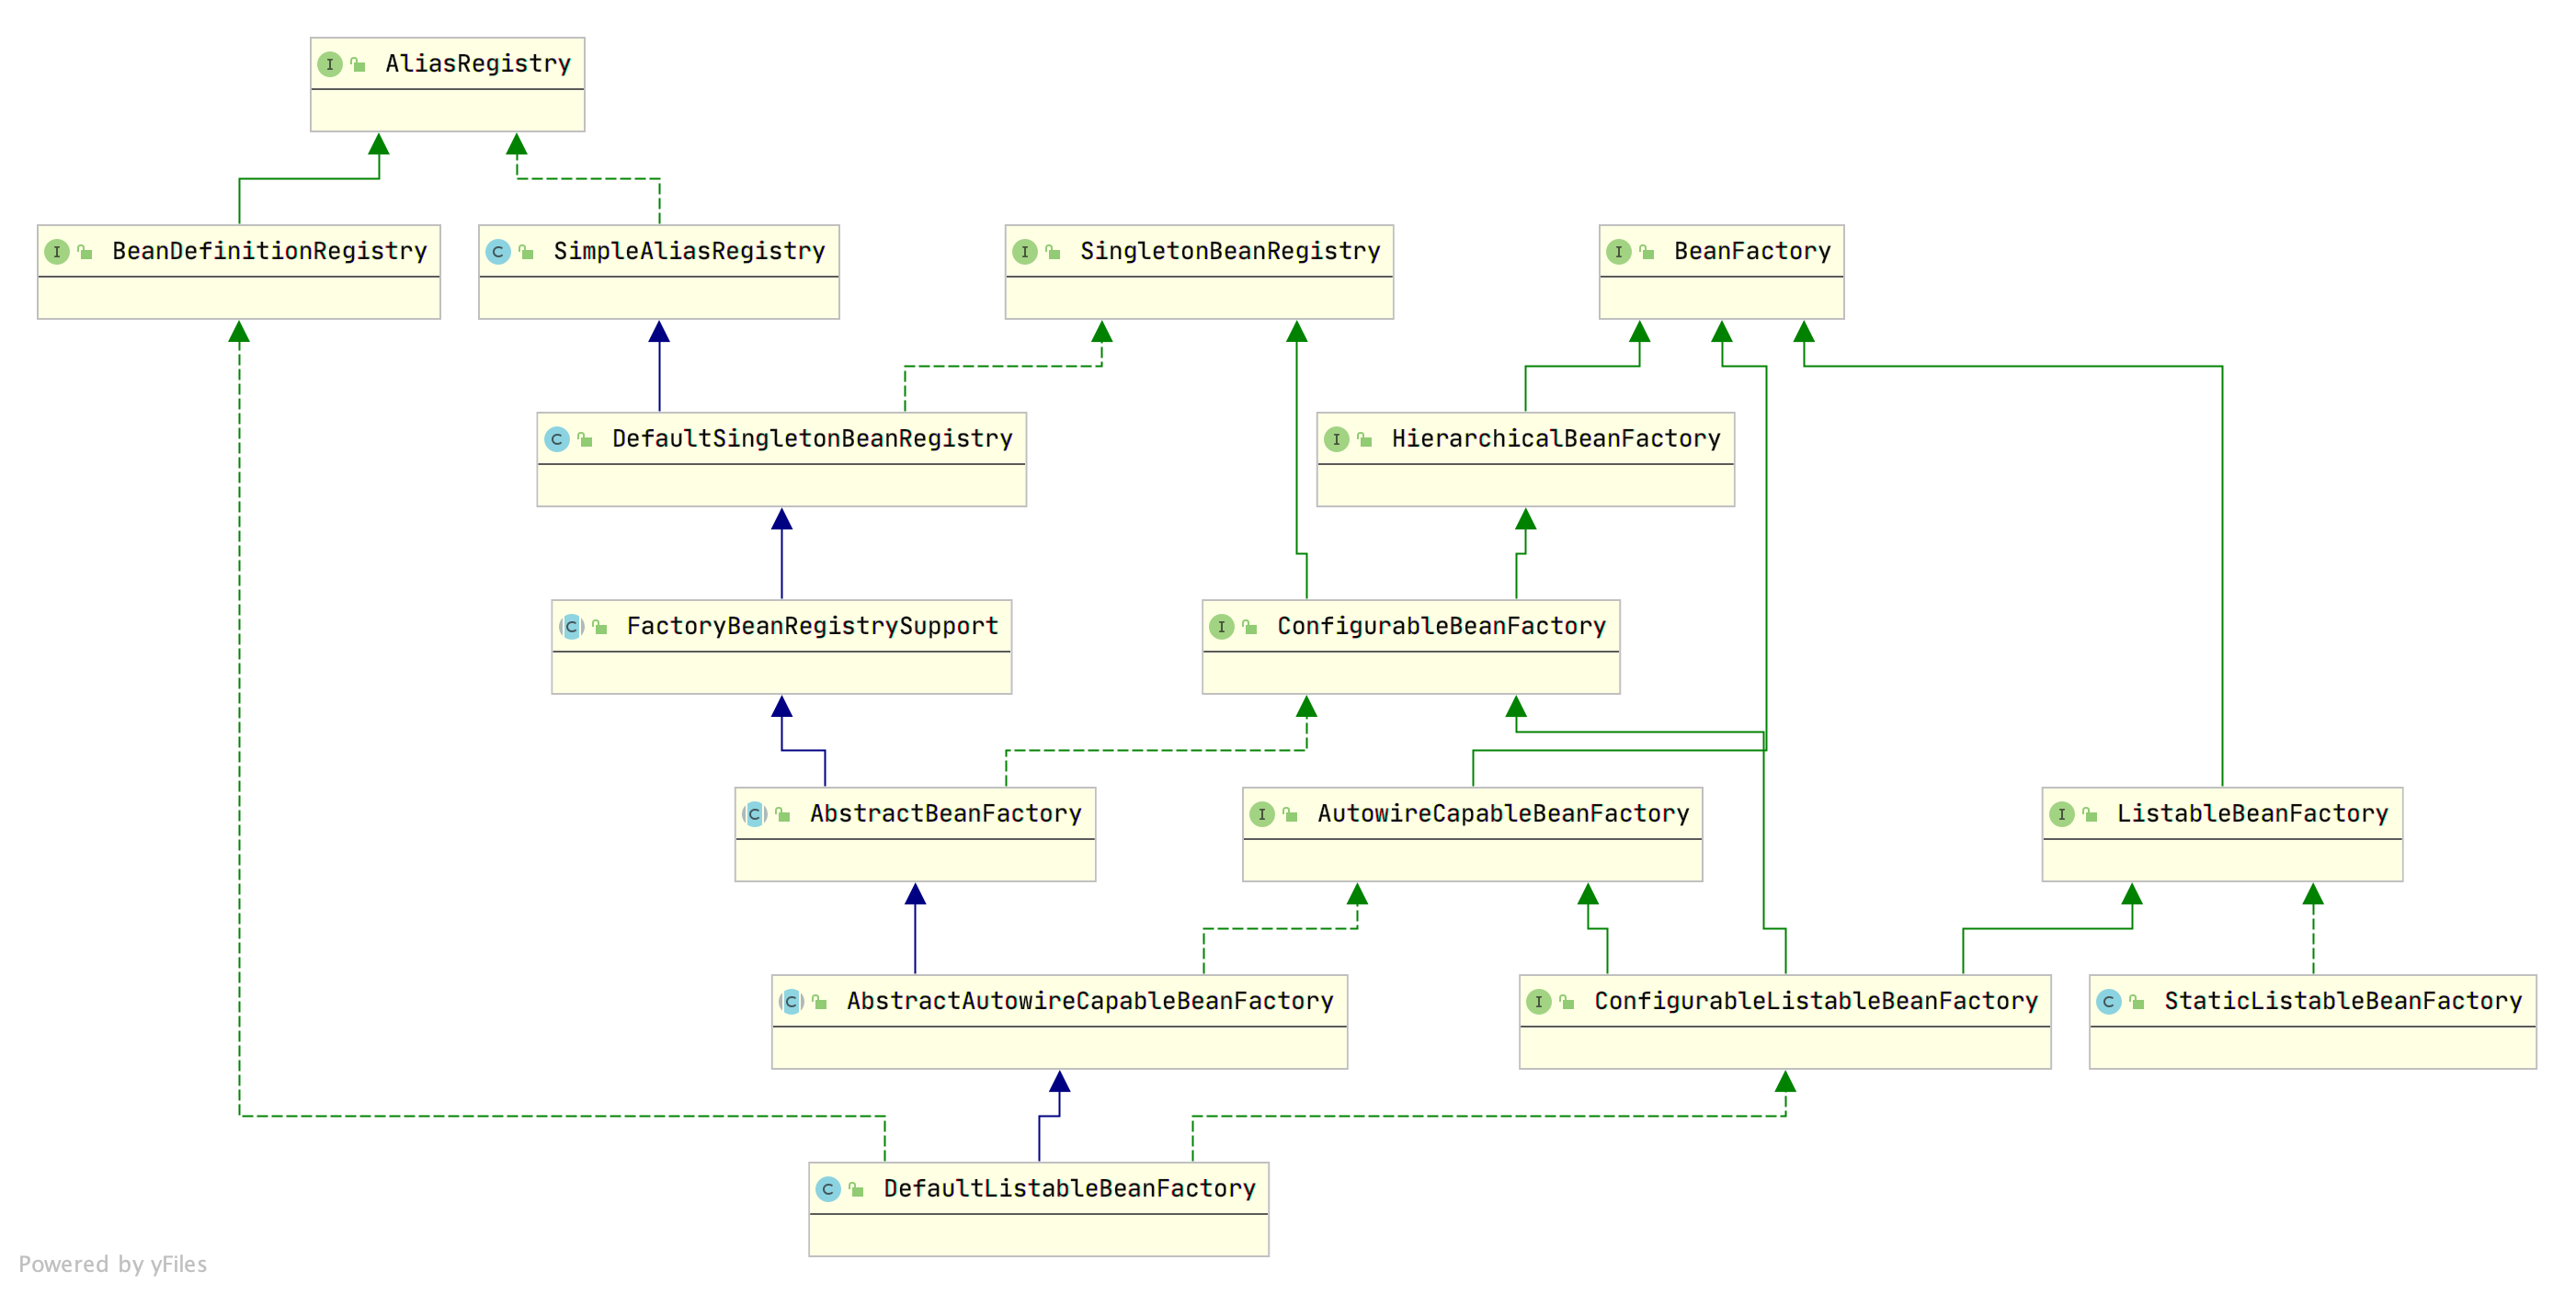 I AliasRegistry
I BeanDefinitionRegistry
C SimpleAliasRegistry
I SingletonBeanRegistry
I BeanFactory
C DefaultSingletonBeanRegistry
I HierarchicalBeanFactory
C FactoryBeanRegistrySupport
I ConfigurableBeanFactory
C AbstractBeanFactory
I AutowireCapableBeanFactory
I ListableBeanFactory
C AbstractAutowireCapableBeanFactory
I ConfigurableListableBeanFactory
C StaticListableBeanFactory
C DefaultListableBeanFactory
Powered by yFiles